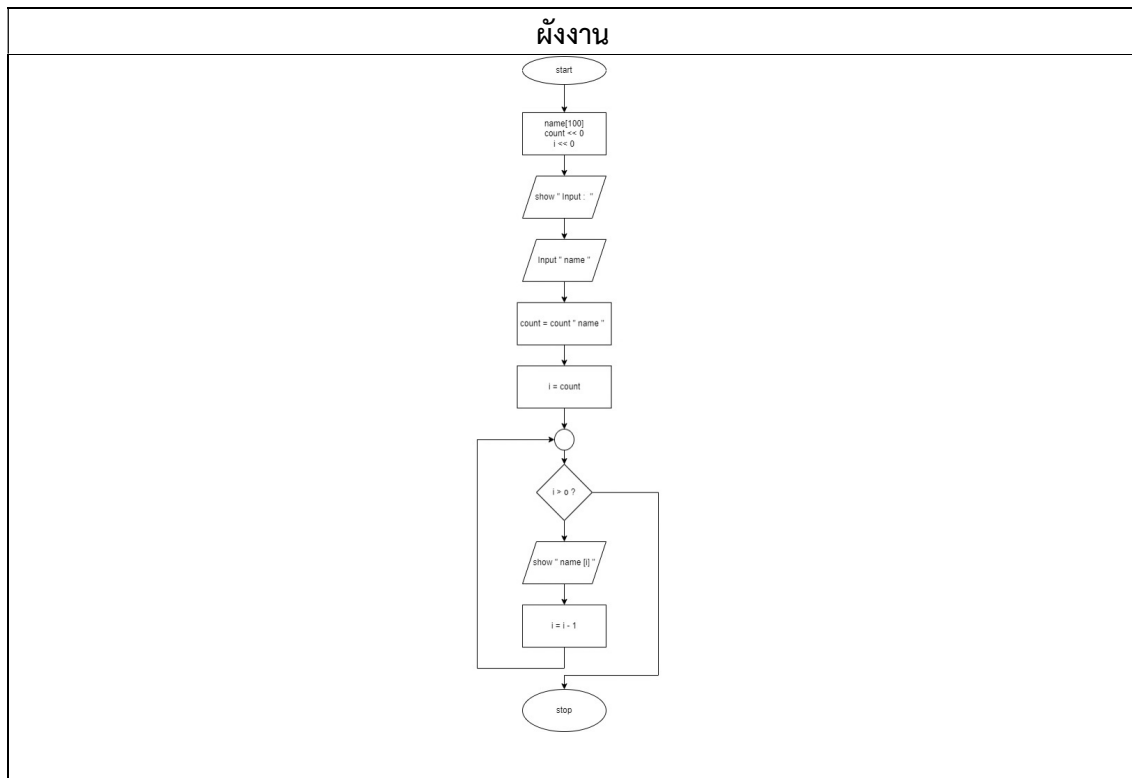 ผังงาน
start
name[100]
count << 0
i << 0
show " Input :  "
Input " name "
count = count " name "
i = count
i > o ?
show " name [i] "
i = i - 1
stop